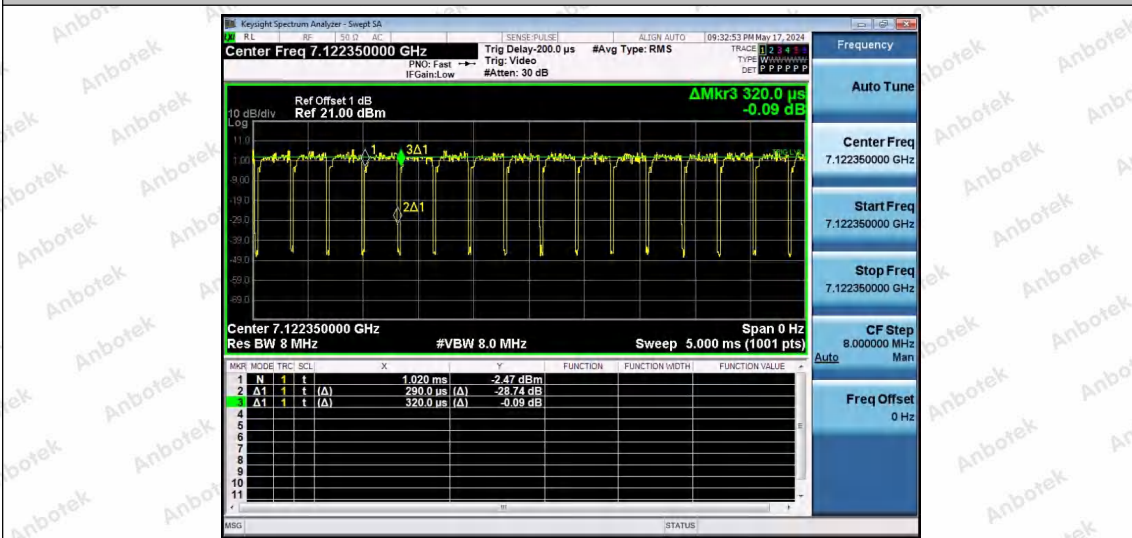 Keysight Spectrum Analyzer - Swept SA
RL RF 50 Ω AC SENSE:PULSE ALIGN AUTO 09:32:53 PM May 17, 2024
Center Freq 7.122350000 GHz
PNO: Fast
IFGain:Low
Trig Delay-200.0 µs
Trig: Video
#Atten: 30 dB
#Avg Type: RMS
TRACE 1 2 3 4 5 6
TYPE W
DET P P P P P P
ΔMkr3 320.0 µs
-0.09 dB
Ref Offset 1 dB
10 dB/div Ref 21.00 dBm
Log
11.0
1.00
-9.00
-19.0
-29.0
-39.0
-49.0
-59.0
-69.0
1
3Δ1
2Δ1
Center 7.122350000 GHz Span 0 Hz
Res BW 8 MHz #VBW 8.0 MHz Sweep 5.000 ms (1001 pts)
MKR MODE TRC SCL X Y FUNCTION FUNCTION WIDTH FUNCTION VALUE
1 N 1 t 1.020 ms -2.47 dBm
2 Δ1 1 t (Δ) 290.0 µs (Δ) -28.74 dB
3 Δ1 1 t (Δ) 320.0 µs (Δ) -0.09 dB
4
5
6
7
8
9
10
11
MSG STATUS
Frequency
Auto Tune
Center Freq
7.122350000 GHz
Start Freq
7.122350000 GHz
Stop Freq
7.122350000 GHz
CF Step
8.000000 MHz
Auto Man
Freq Offset
0 Hz
Anbotek